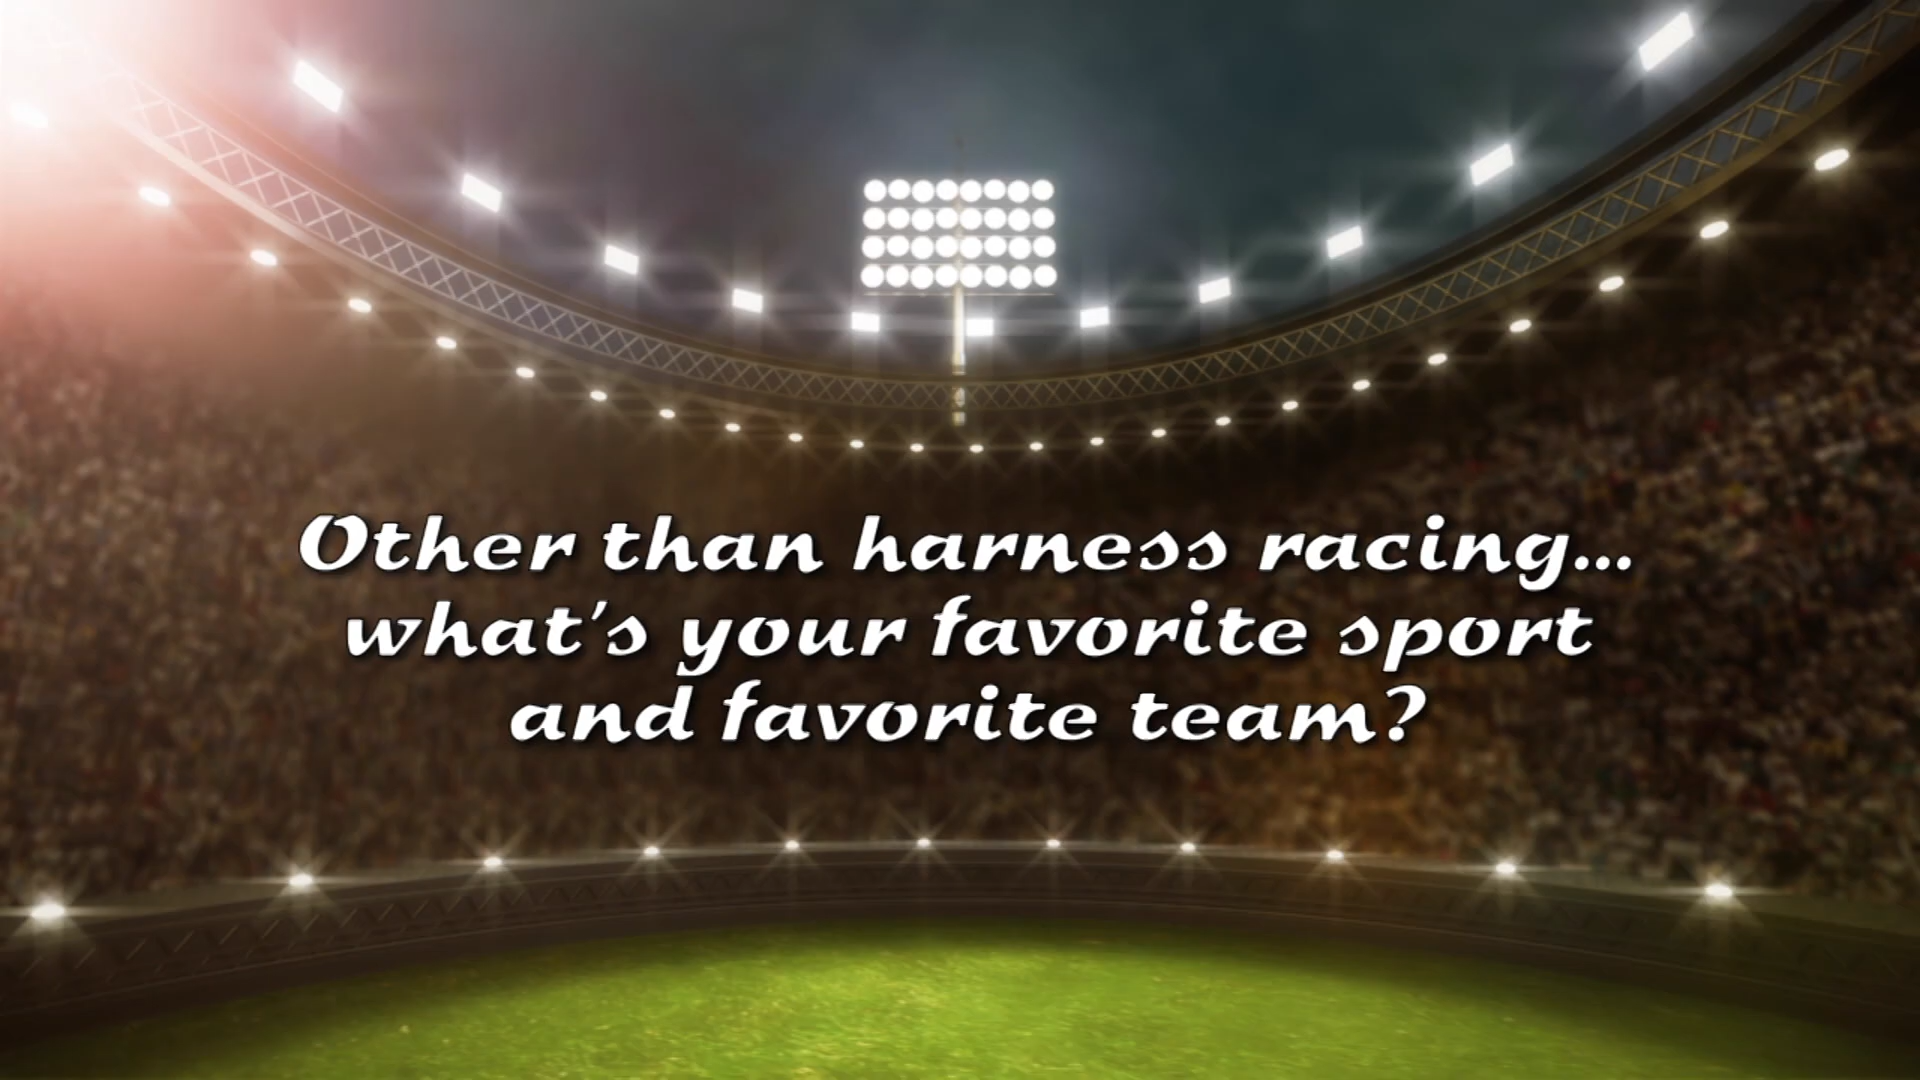 Other than harness racing...
what's your favorite sport
and favorite team?